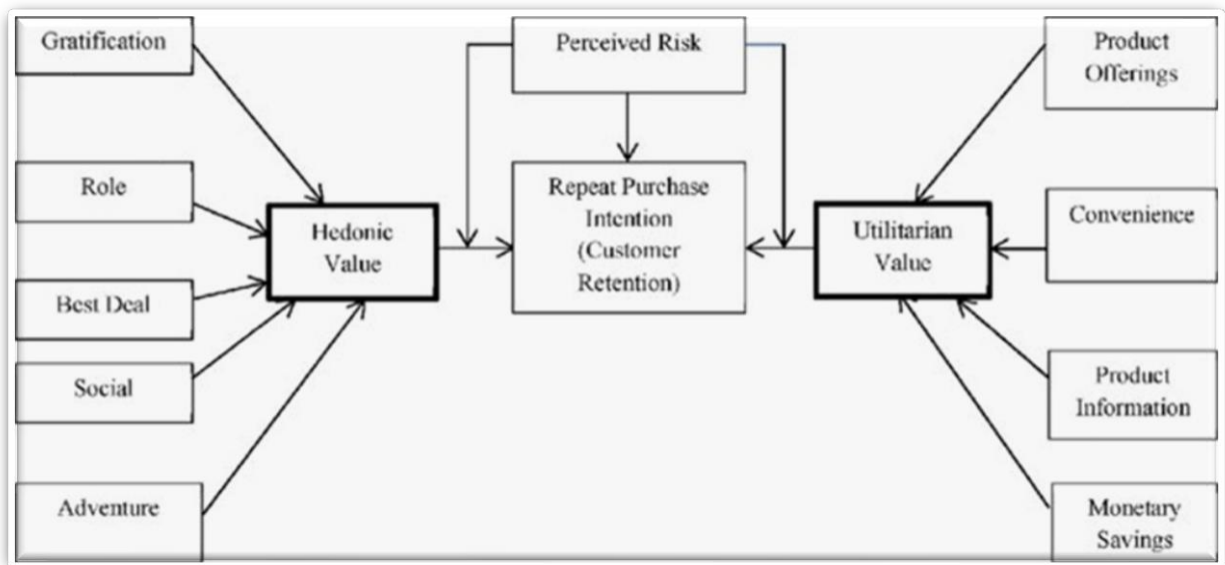 Gratification
Perceived Risk
Product
Offerings
Role
Repeat Purchase
Intention
(Customer
Retention)
Convenience
Hedonic
Value
Utilitarian
Value
Best Deal
Social
Product
Information
Adventure
Monetary
Savings